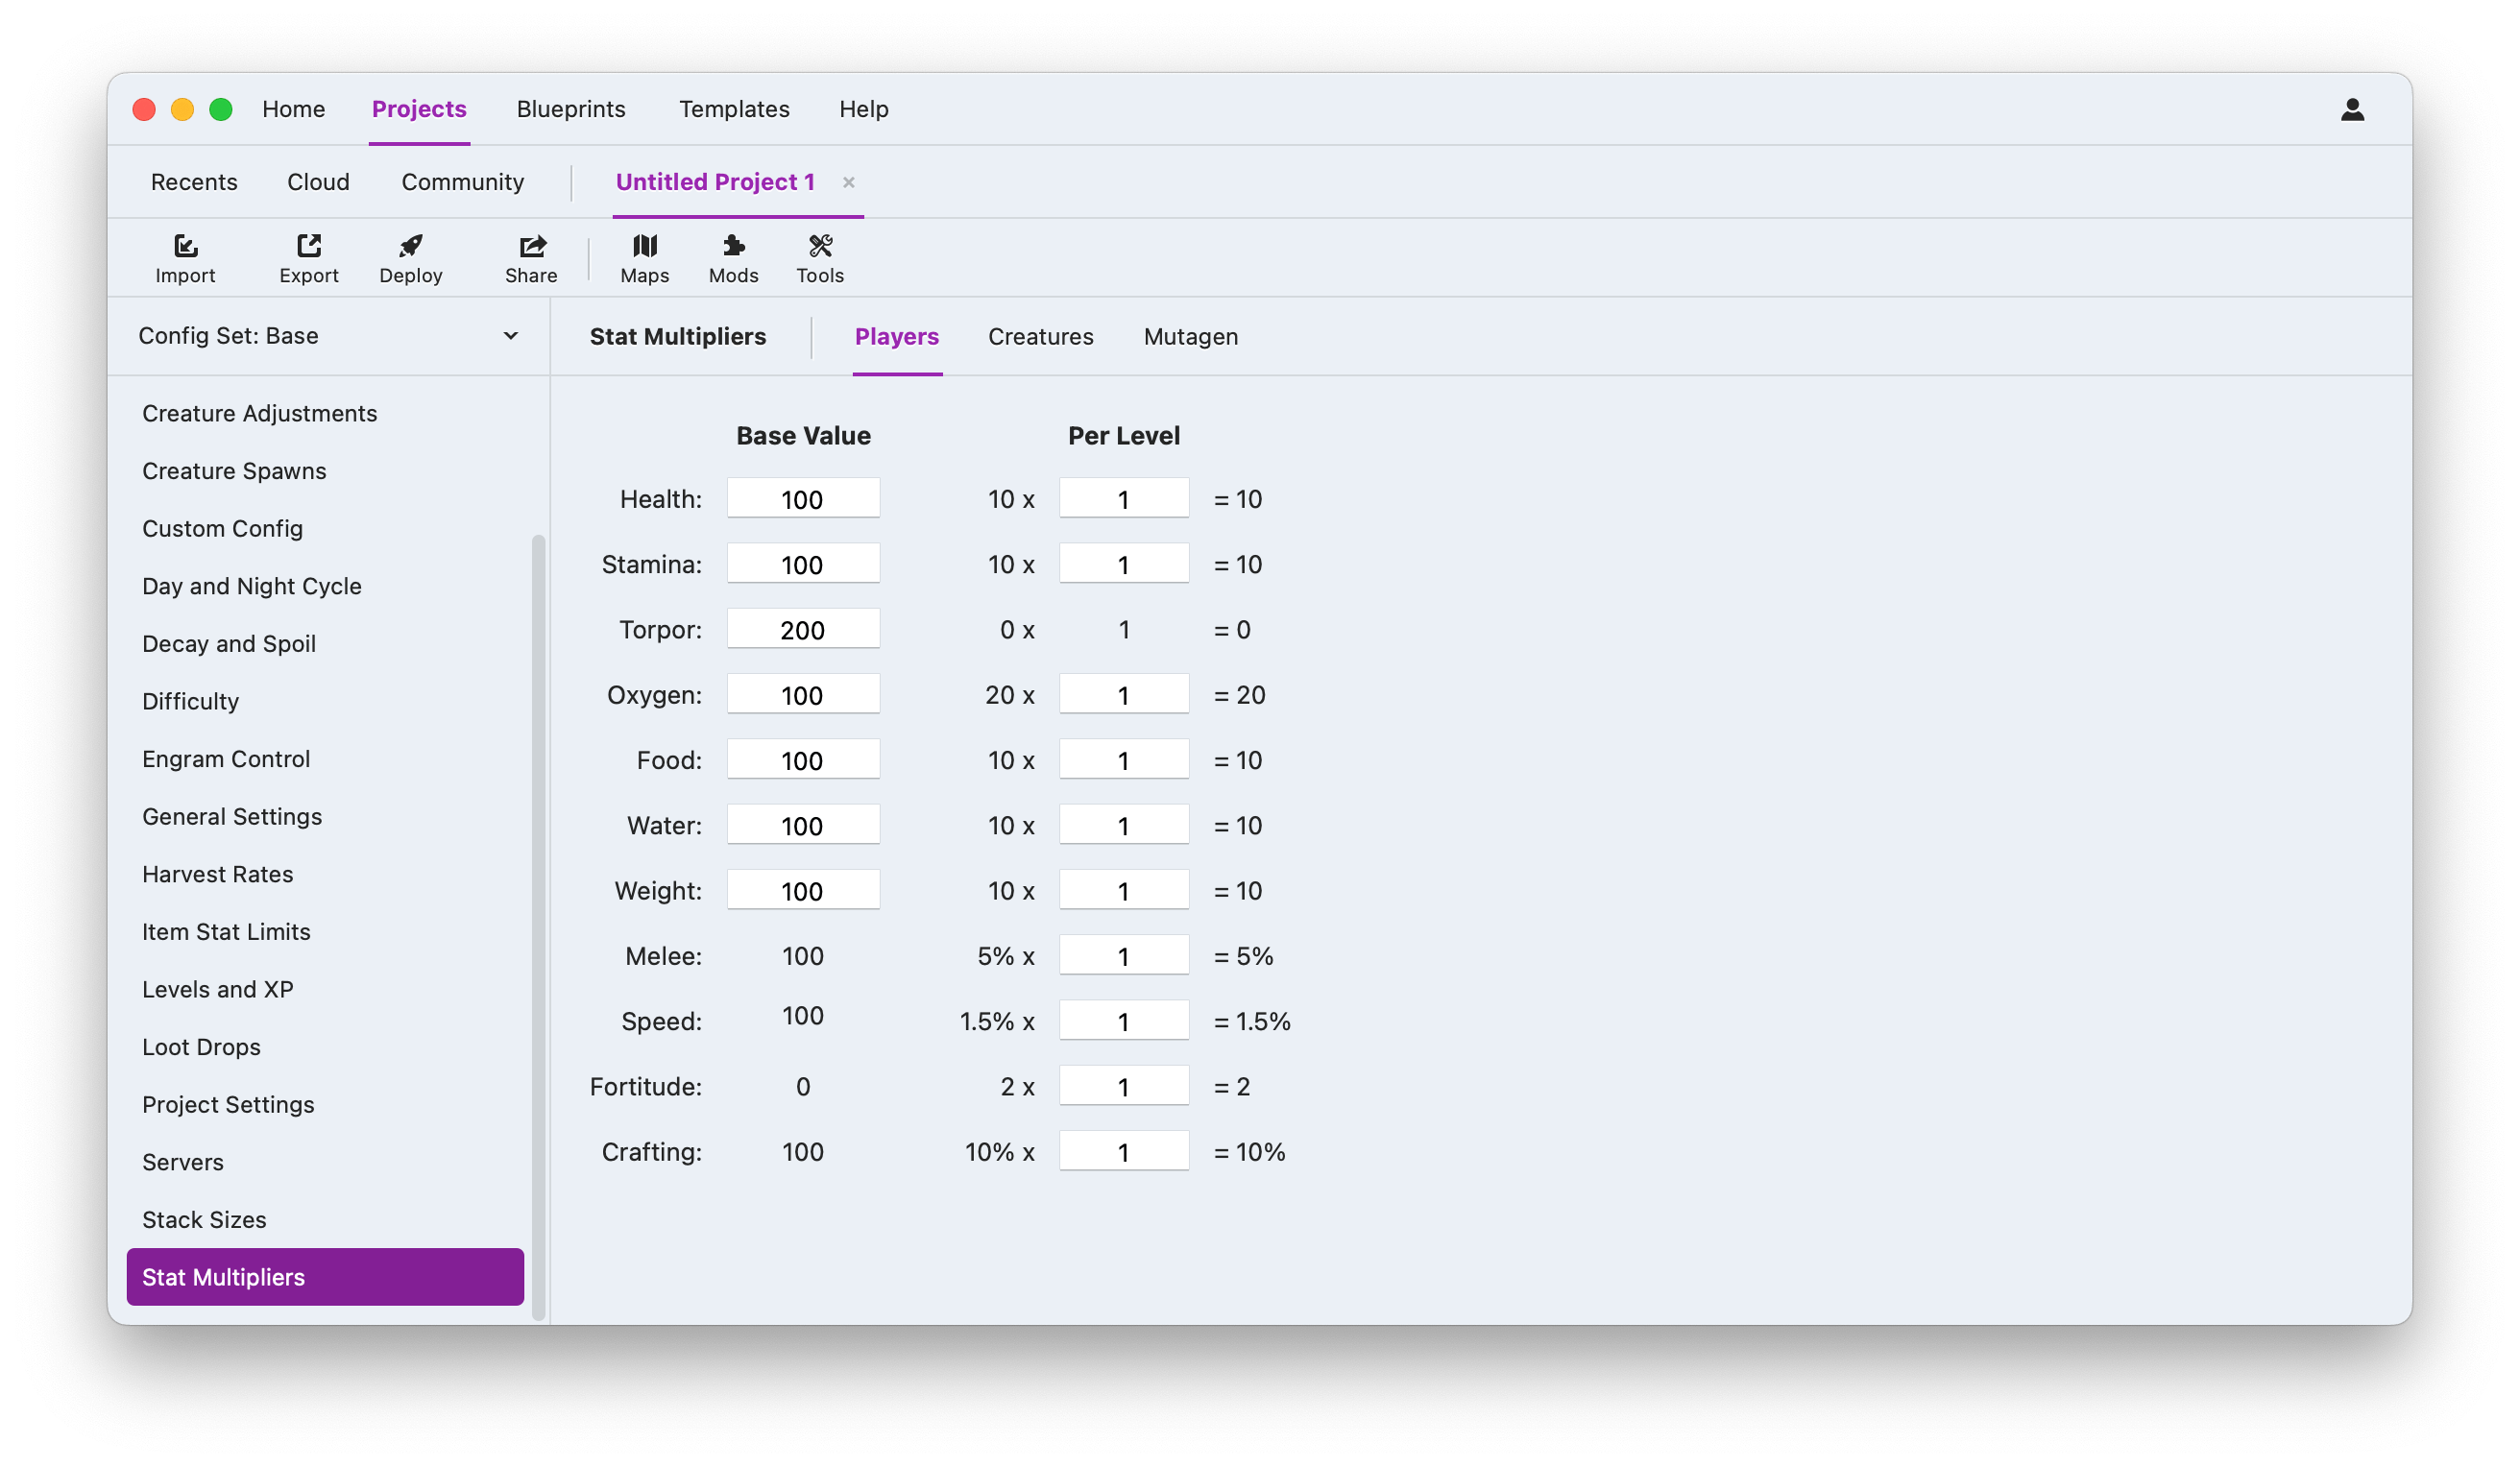 Home Projects Blueprints Templates Help
Recents Cloud Community Untitled Project 1 ×
Import Export Deploy Share Maps Mods Tools
Config Set: Base
Creature Adjustments
Creature Spawns
Custom Config
Day and Night Cycle
Decay and Spoil
Difficulty
Engram Control
General Settings
Harvest Rates
Item Stat Limits
Levels and XP
Loot Drops
Project Settings
Servers
Stack Sizes
Stat Multipliers
Stat Multipliers Players Creatures Mutagen
Base Value Per Level
Health: 100 10 x 1 = 10
Stamina: 100 10 x 1 = 10
Torpor: 200 0 x 1 = 0
Oxygen: 100 20 x 1 = 20
Food: 100 10 x 1 = 10
Water: 100 10 x 1 = 10
Weight: 100 10 x 1 = 10
Melee: 100 5% x 1 = 5%
Speed: 100 1.5% x 1 = 1.5%
Fortitude: 0 2 x 1 = 2
Crafting: 100 10% x 1 = 10%